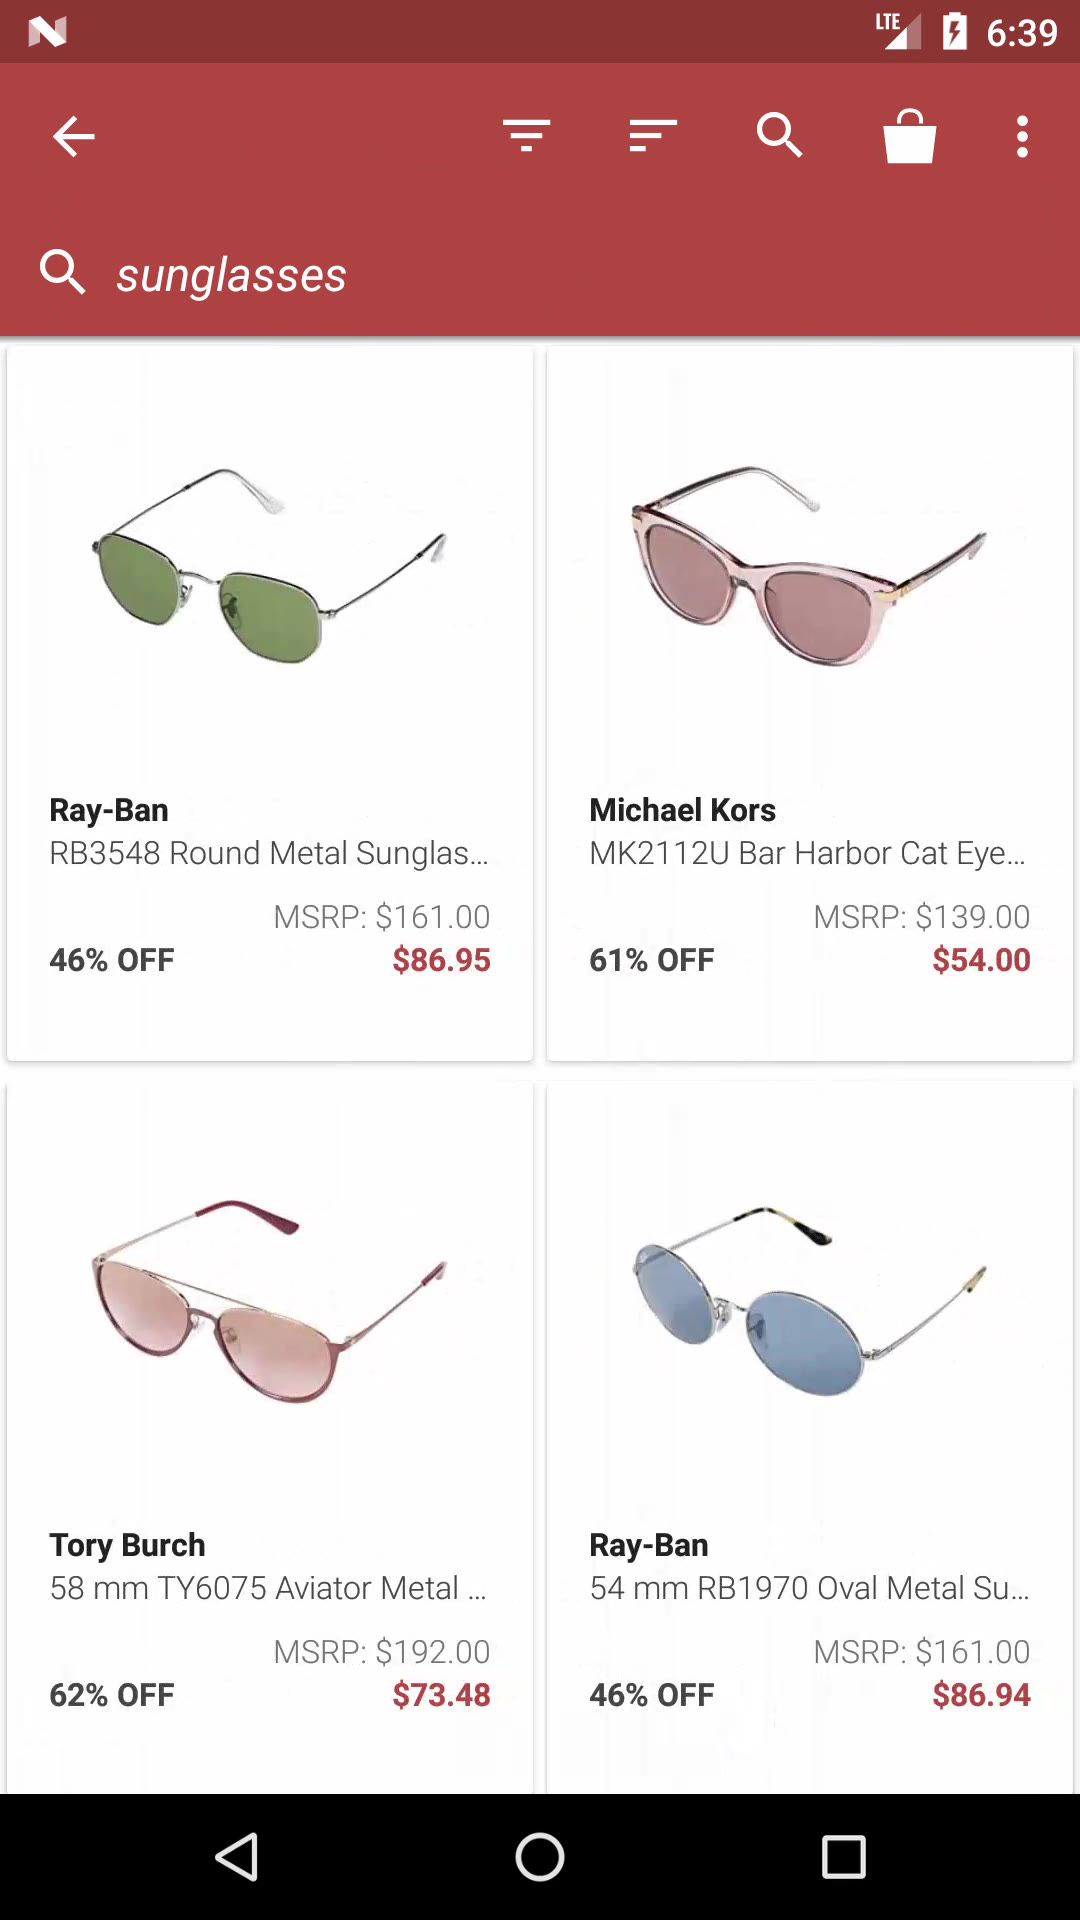 LTE 6:39
sunglasses
Ray-Ban
RB3548 Round Metal Sunglas...
MSRP: $161.00
46% OFF $86.95
Michael Kors
MK2112U Bar Harbor Cat Eye...
MSRP: $139.00
61% OFF $54.00
Tory Burch
58 mm TY6075 Aviator Metal ...
MSRP: $192.00
62% OFF $73.48
Ray-Ban
54 mm RB1970 Oval Metal Su...
MSRP: $161.00
46% OFF $86.94